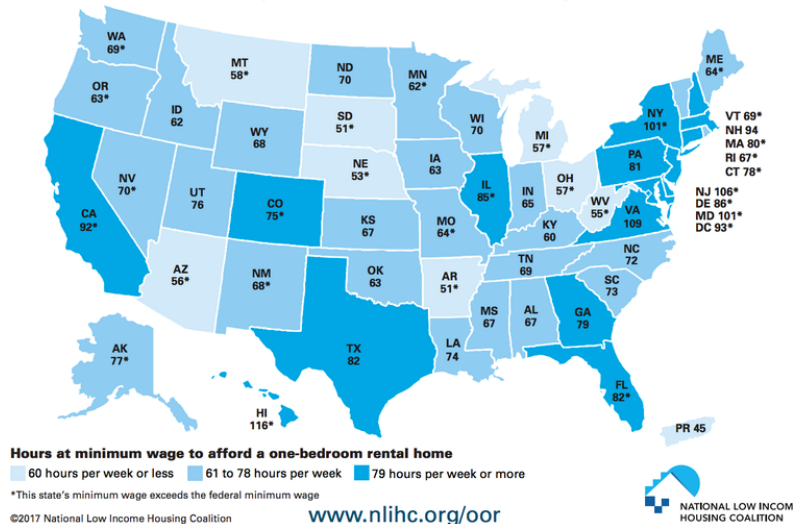 WA
69*
OR
63*
CA
92*
ID
62
NV
70*
MT
58*
WY
68
UT
76
AZ
56*
CO
75*
NM
68*
ND
70
SD
51*
NE
53*
KS
67
OK
63
TX
82
MN
62*
IA
63
MO
64*
AR
51*
LA
74
WI
70
IL
85*
MI
57*
IN
65
OH
57*
KY
60
TN
69
MS
67
AL
67
GA
79
FL
82*
SC
73
NC
72
VA
109
WV
55*
PA
81
NY
101*
ME
64*
VT 69*
NH 94
MA 80*
RI 67*
CT 78*
NJ 106*
DE 86*
MD 101*
DC 93*
AK
77*
HI
116*
PR 45
Hours at minimum wage to afford a one-bedroom rental home
60 hours per week or less
61 to 78 hours per week
79 hours per week or more
*This state's minimum wage exceeds the federal minimum wage
©2017 National Low Income Housing Coalition
www.nlihc.org/oor
NATIONAL LOW INCOM
HOUSING COALITION